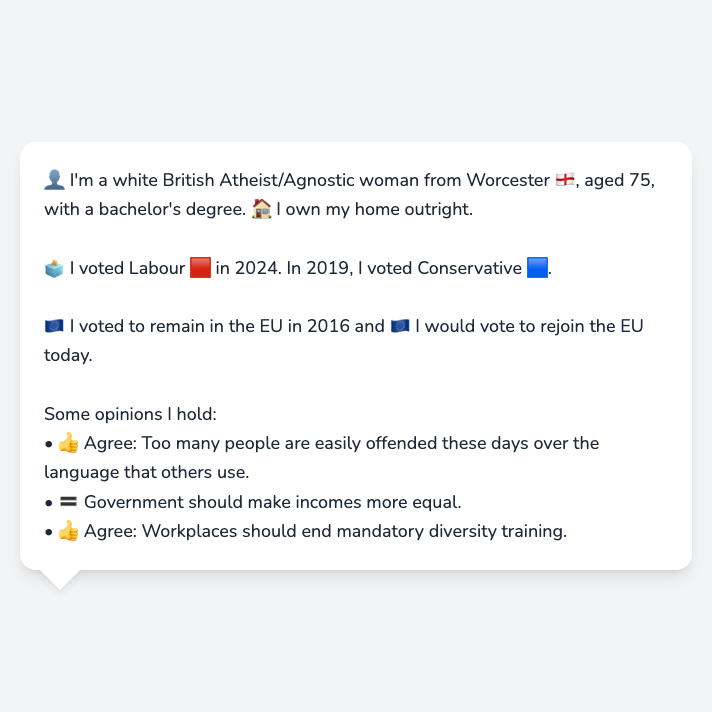 👤 I'm a white British Atheist/Agnostic woman from Worcester 🏴󠁧󠁢󠁥󠁮󠁧󠁿, aged 75,
with a bachelor's degree. 🏠 I own my home outright.
🗳️ I voted Labour 🟥 in 2024. In 2019, I voted Conservative 🟦.
🇪🇺 I voted to remain in the EU in 2016 and 🇪🇺 I would vote to rejoin the EU
today.
Some opinions I hold:
• 👍 Agree: Too many people are easily offended these days over the
language that others use.
• 🟰 Government should make incomes more equal.
• 👍 Agree: Workplaces should end mandatory diversity training.